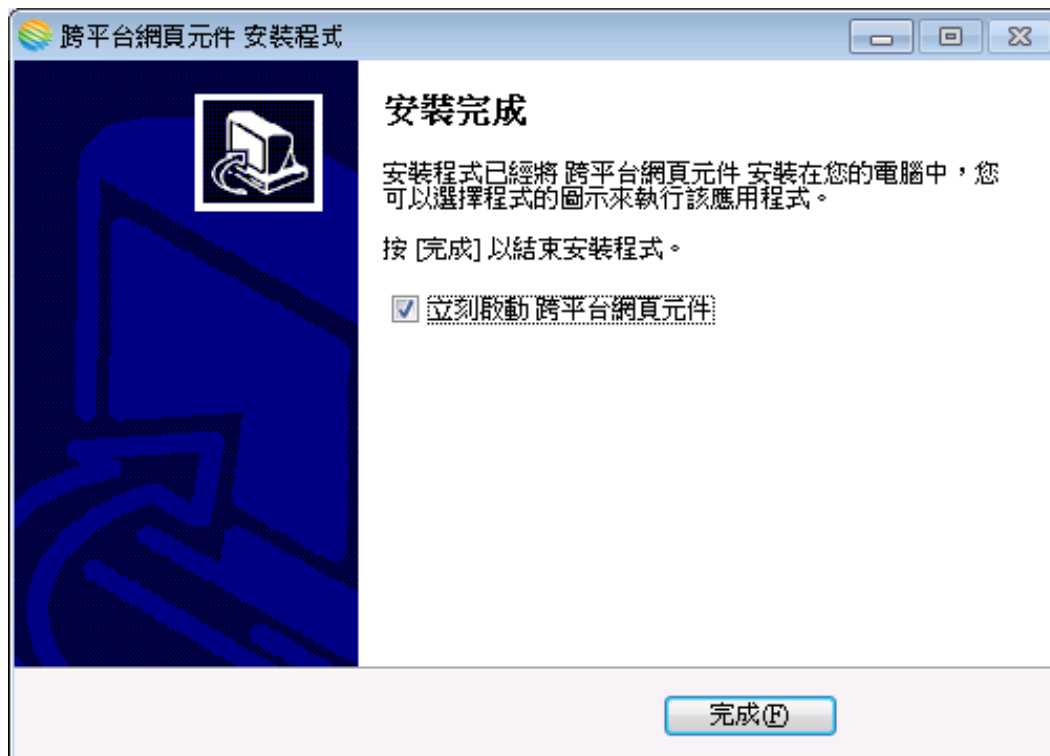 跨平台網頁元件 安裝程式
安裝完成
安裝程式已經將 跨平台網頁元件 安裝在您的電腦中，您
可以選擇程式的圖示來執行該應用程式。
按 [完成] 以結束安裝程式。
立刻啟動 跨平台網頁元件
完成(F)